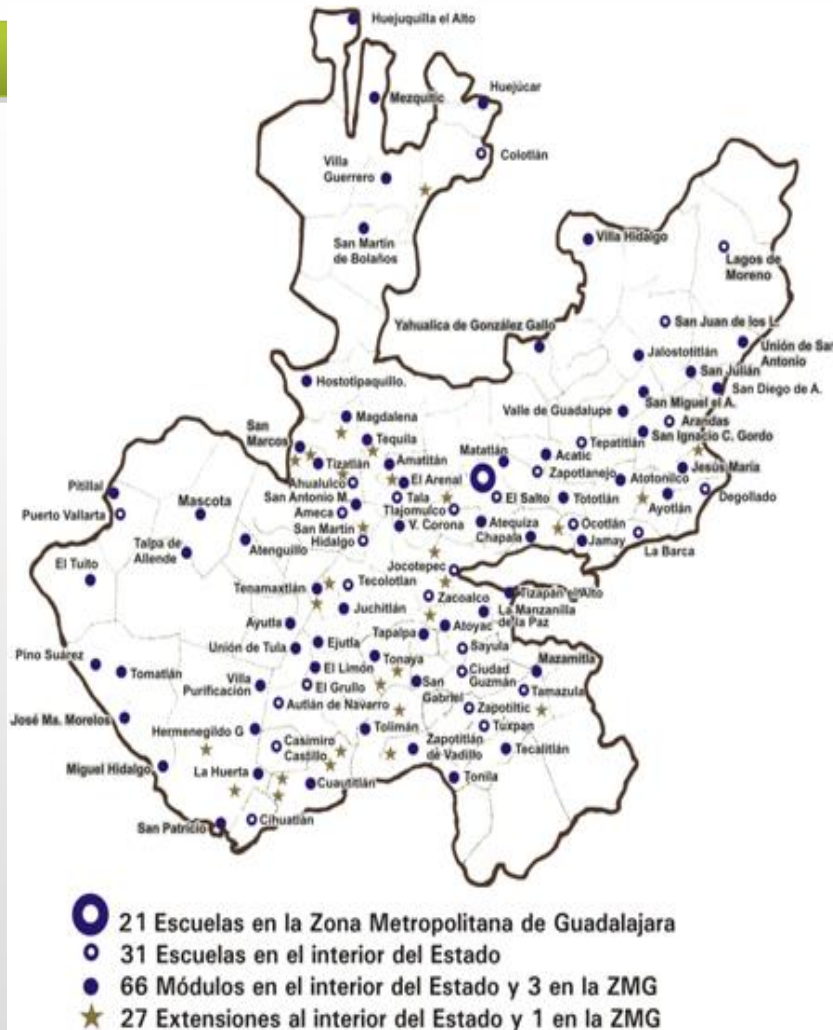 Huejuquilla el Alto
Mezquitic
Huejúcar
Colotlán
Villa
Guerrero
San Martín
de Bolaños
Villa Hidalgo
Lagos de
Moreno
Yahualica de González Gallo
San Juan de los L.
Unión de San
Antonio
Jalostotitlán
San Julián
San Diego de A.
Hostotipaquillo.
San Miguel el A.
Valle de Guadalupe
Arandas
Magdalena
San
Marcos
Tequila
Tepatitlán
San Ignacio C. Gordo
Matatlán
Acatic
Tizatlán
Amatitán
Zapotlanejo
Jesús María
Ahualulco
El Arenal
Atotonilco
San Antonio M.
Tala
El Salto
Tototlán
Ayotlán
Degollado
Pitillal
Mascota
Ameca
Tlajomulco
Puerto Vallarta
San Martín
Hidalgo
V. Corona
Atequiza
Ocotlán
Chapala
Jamay
La Barca
Talpa de
Allende
Atenguillo
El Tuito
Jocotepec
Tecolotlan
Tenamaxtlán
Zacoalco
Tizapán el Alto
Juchitlán
La Manzanilla
de la Paz
Ayutla
Tapalpa
Atoyac
Unión de Tula
Ejutla
Sayula
Pino Suárez
Tomatlán
Villa
Purificación
El Limón
Tonaya
Ciudad
Guzmán
Mazamitla
El Grullo
San
Gabriel
Tamazula
Autlán de Navarro
Zapotiltic
José Ma. Morelos
Hermenegildo G
Tolimán
Tuxpan
Casimiro
Castillo
Zapotitlán
de Vadillo
Tecalitlán
Miguel Hidalgo
La Huerta
Cuautitlán
Tonila
San Patricio
Cihuatlán
21 Escuelas en la Zona Metropolitana de Guadalajara
31 Escuelas en el interior del Estado
66 Módulos en el interior del Estado y 3 en la ZMG
27 Extensiones al interior del Estado y 1 en la ZMG